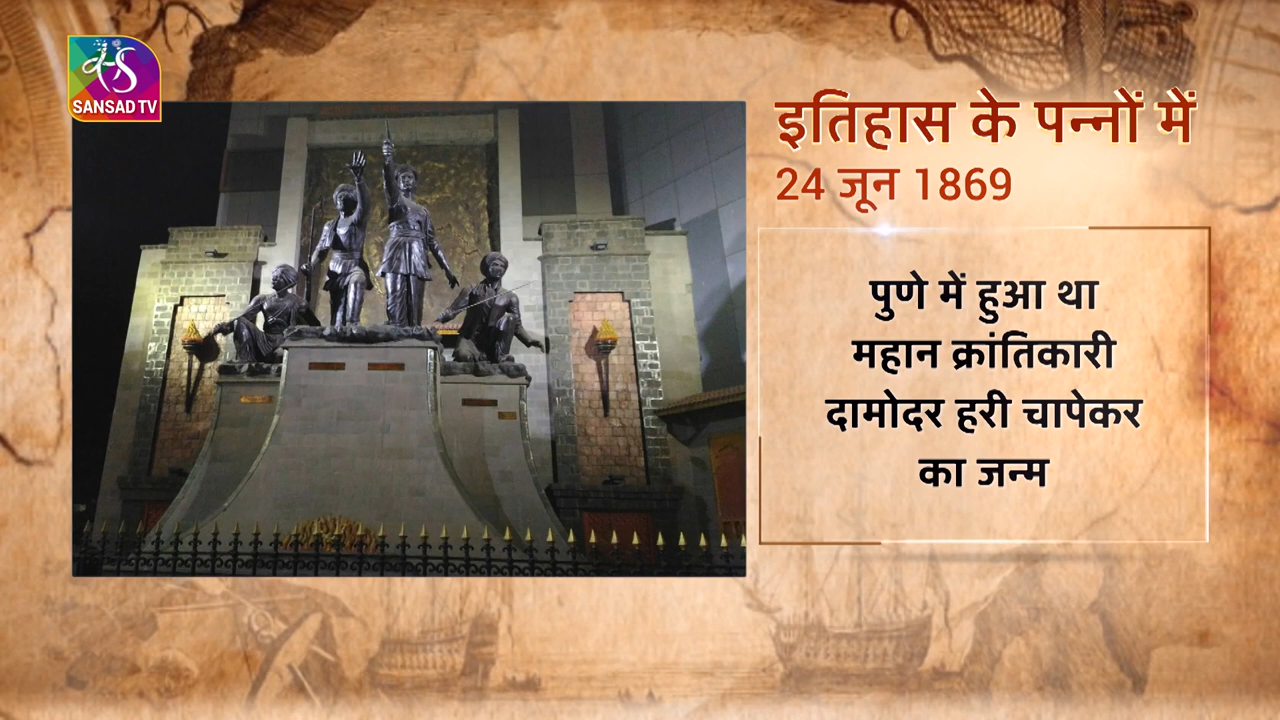 SANSAD TV
इतिहास के पन्नों में
24 जून 1869
पुणे में हुआ था
महान क्रांतिकारी
दामोदर हरी चापेकर
का जन्म